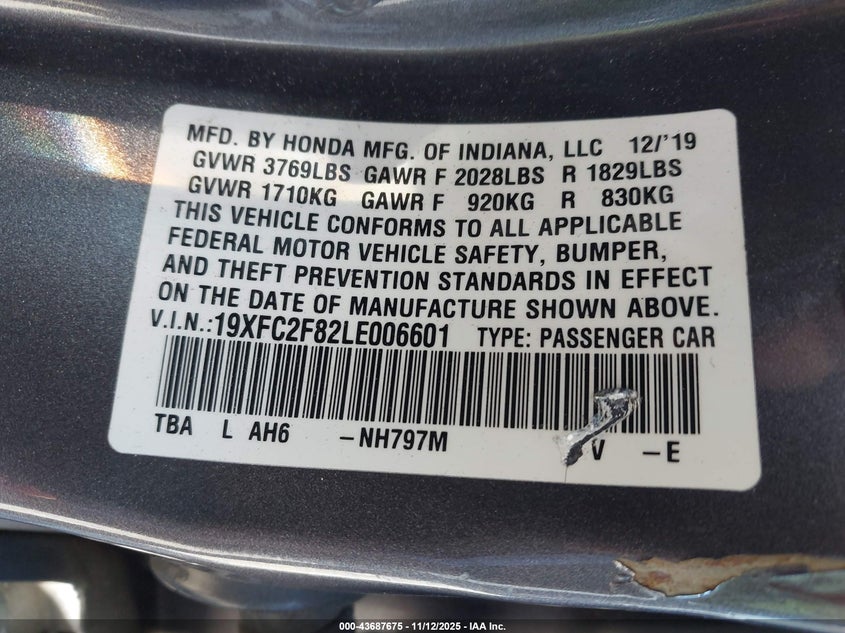 MFD. BY HONDA MFG. OF INDIANA, LLC 12/'19
GVWR 3769LBS GAWR F 2028LBS R 1829LBS
GVWR 1710KG GAWR F 920KG R 830KG
THIS VEHICLE CONFORMS TO ALL APPLICABLE
FEDERAL MOTOR VEHICLE SAFETY, BUMPER,
AND THEFT PREVENTION STANDARDS IN EFFECT
ON THE DATE OF MANUFACTURE SHOWN ABOVE.
V.I.N.:19XFC2F82LE006601 TYPE: PASSENGER CAR
TBA L AH6 -NH797M V -E
000-43687675 - 11/12/2025 - IAA Inc.